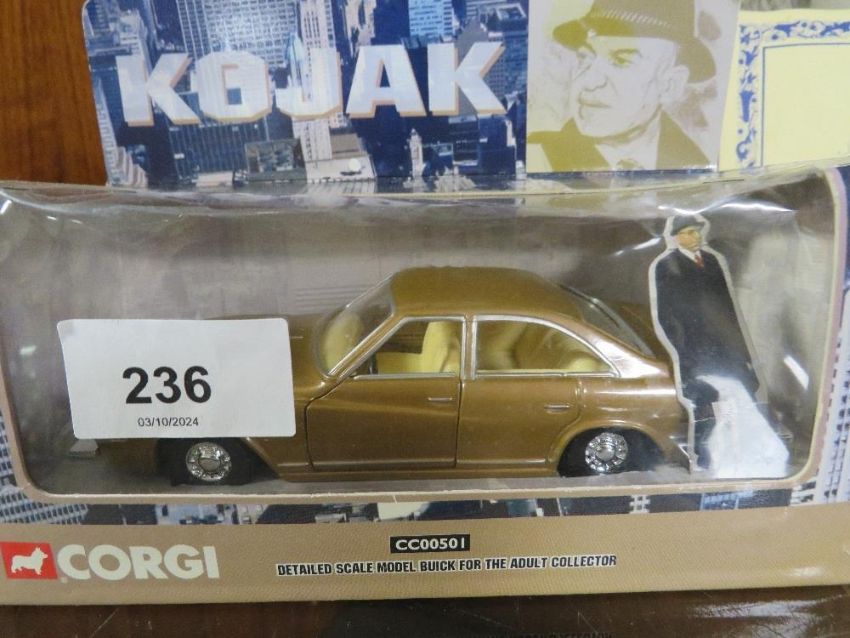 KOJAK
236
03/10/2024
CORGI
CC00501
DETAILED SCALE MODEL BUICK FOR THE ADULT COLLECTOR